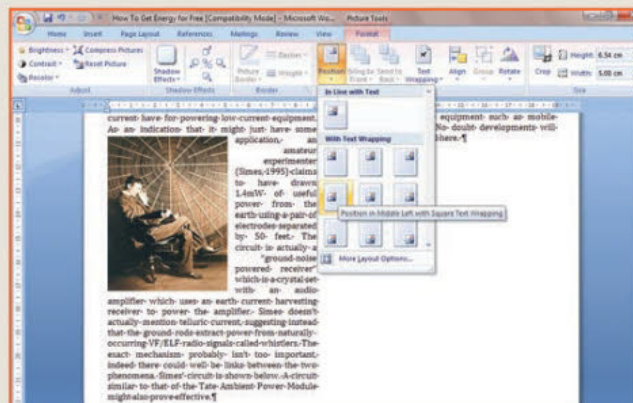 How To Get Energy for Free [Compatibility Mode] - Microsoft Wo...
Picture Tools
Home Insert Page Layout References Mailings Review View Format
Brightness Compress Pictures
Contrast Reset Picture
Recolor
Adjust
Shadow Effects
Shadow Effects
Picture Border
Dashes
Weight
Border
Position
Bring to Front
Send to Back
Text Wrapping
Align
Group
Rotate
Crop
Height: 6.54 cm
Width: 5.08 cm
Size
In Line with Text
With Text Wrapping
Position in Middle Left with Square Text Wrapping
More Layout Options...
current have for powering low-current equipment.
As an indication that it might just have some
application, an
amateur
experimenter
(Simes, 1995) claims
to have drawn
1.4mW of useful
power from the
earth using a pair of
electrodes separated
by 50 feet. The
circuit is actually a
"ground-noise
powered receiver"
which is a crystal set
with an audio
amplifier which uses an earth current harvesting
receiver to power the amplifier. Simes doesn't
actually mention telluric current, suggesting instead
that the ground rods extract power from naturally-
occurring VF/ELF radio signals called whistlers. The
exact mechanism probably isn't too important,
indeed there could well be links between the two
phenomena. Simes' circuit is shown below. A circuit
similar to that of the Tate Ambient Power Module
might also prove effective.¶
equipment such as mobile-
No doubt developments will-
here.¶